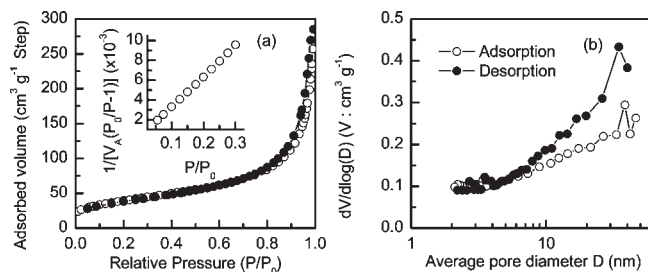 (a)
Adsorbed volume (cm³ g⁻¹ Step)
300
250
200
150
100
50
0
0.0 0.2 0.4 0.6 0.8 1.0
Relative Pressure (P/P₀)
1/[V_A(P₀/P-1)] (x10⁻³)
10
8
6
4
2
0.1 0.2 0.3
P/P₀
(b)
Adsorption
Desorption
dV/dlog(D) (V : cm³ g⁻¹)
0.5
0.4
0.3
0.2
0.1
0.0
1 10
Average pore diameter D (nm)